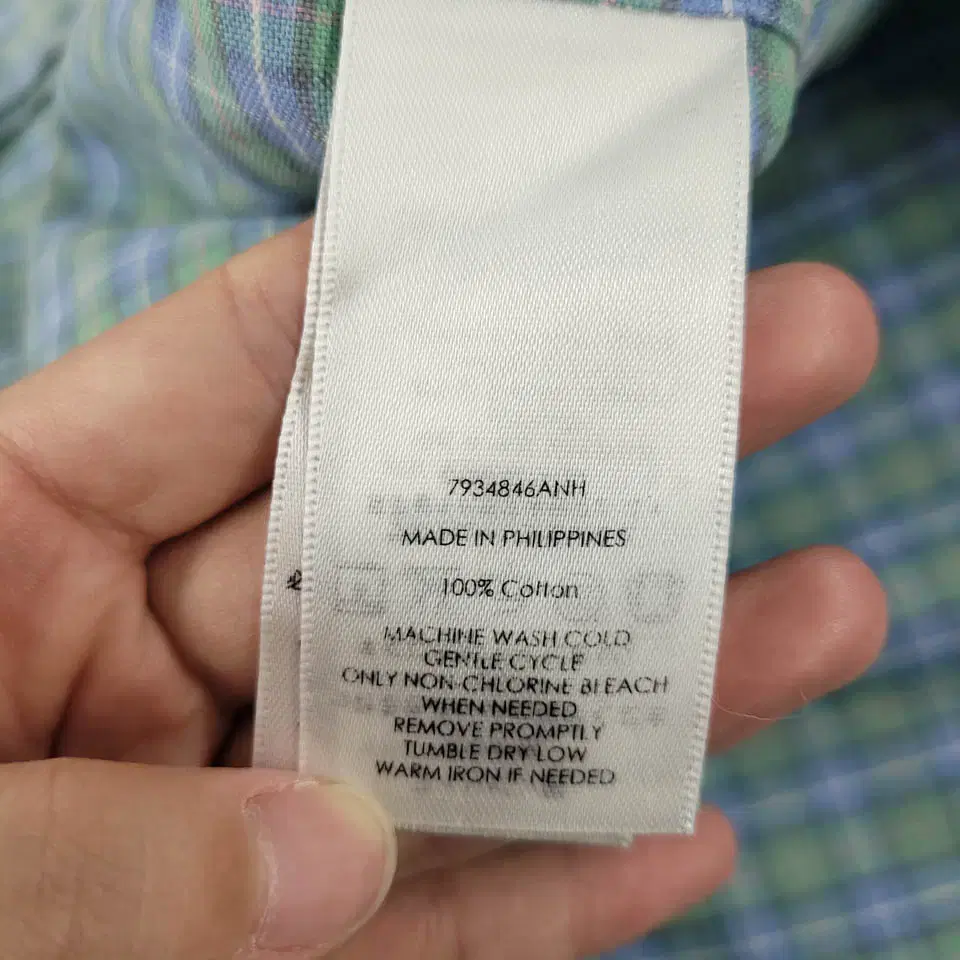 7934846ANH
MADE IN PHILIPPINES
100% Cotton
MACHINE WASH COLD
GENTLE CYCLE
ONLY NON-CHLORINE BLEACH
WHEN NEEDED
REMOVE PROMPTLY
TUMBLE DRY LOW
WARM IRON IF NEEDED